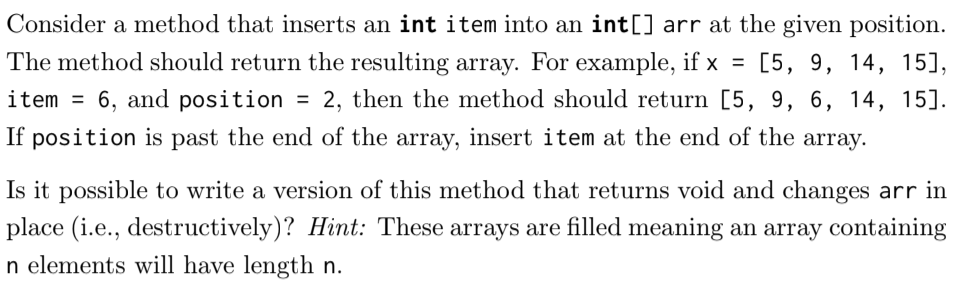 Consider a method that inserts an int item into an int[] arr at the given position.
The method should return the resulting array. For example, if x = [5, 9, 14, 15],
item = 6, and position = 2, then the method should return [5, 9, 6, 14, 15].
If position is past the end of the array, insert item at the end of the array.
Is it possible to write a version of this method that returns void and changes arr in
place (i.e., destructively)? Hint: These arrays are filled meaning an array containing
n elements will have length n.